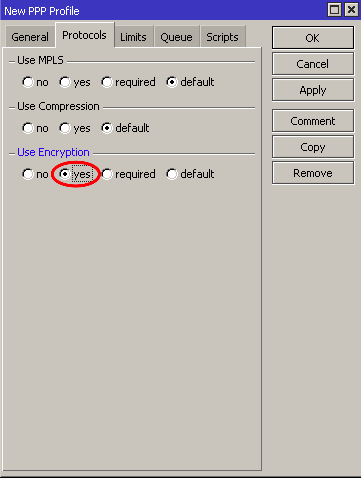 New PPP Profile
General Protocols Limits Queue Scripts
OK
Cancel
Apply
Comment
Copy
Remove
Use MPLS
no yes required default
Use Compression
no yes default
Use Encryption
no yes required default